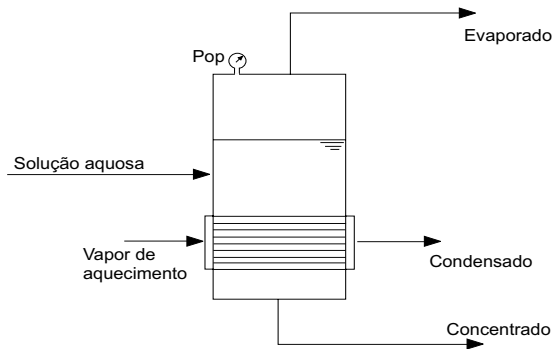 Evaporado
Pop
Solução aquosa
Vapor de
aquecimento
Condensado
Concentrado